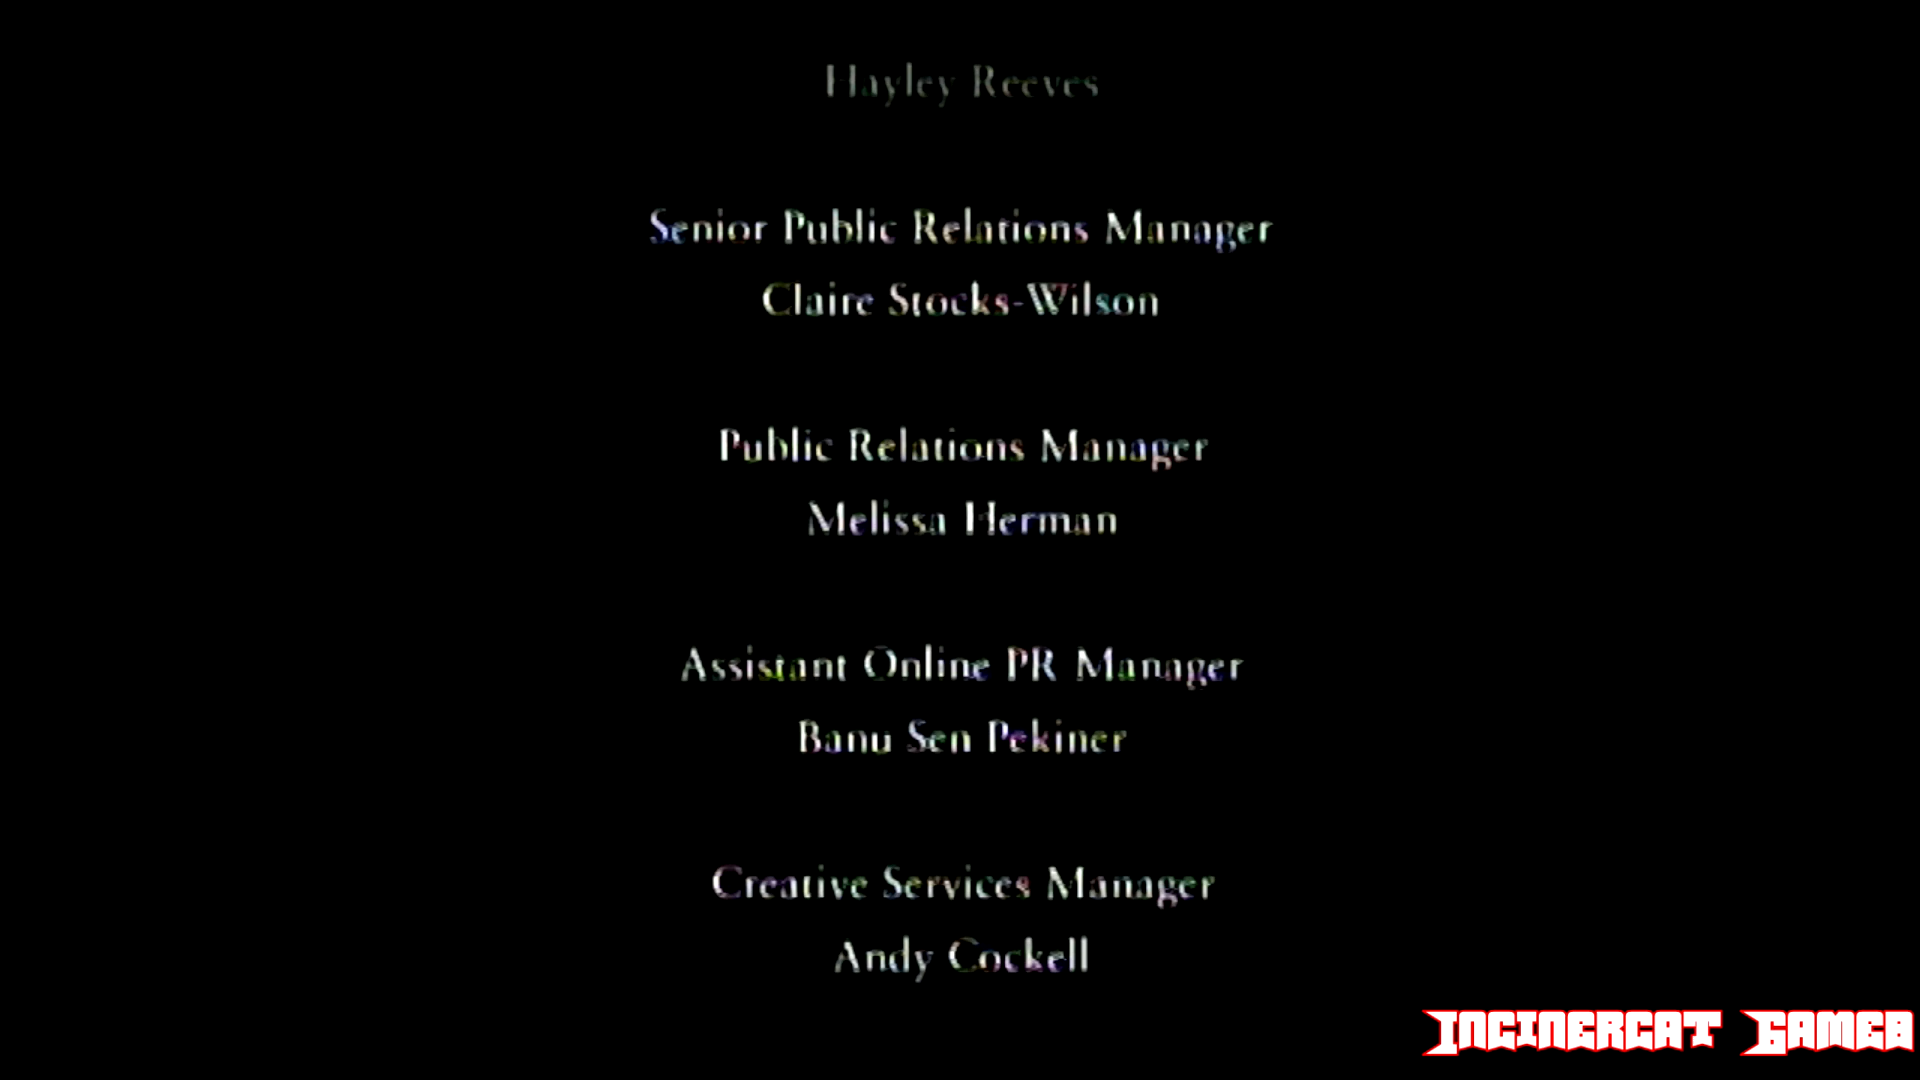 Hayley Reeves
Senior Public Relations Manager
Claire Stocks-Wilson
Public Relations Manager
Melissa Herman
Assistant Online PR Manager
Banu Sen Pekiner
Creative Services Manager
Andy Cockell
Incinercat Games